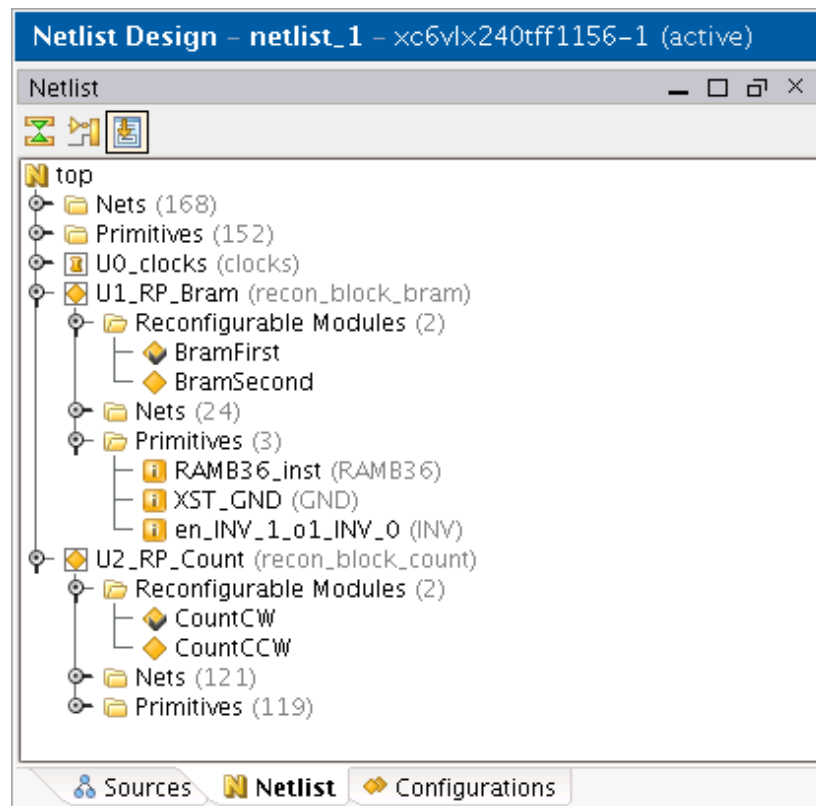 Netlist Design – netlist_1 – xc6vlx240tff1156-1 (active)
Netlist
top
Nets (168)
Primitives (152)
U0_clocks (clocks)
U1_RP_Bram (recon_block_bram)
Reconfigurable Modules (2)
BramFirst
BramSecond
Nets (24)
Primitives (3)
RAMB36_inst (RAMB36)
XST_GND (GND)
en_INV_1_o1_INV_0 (INV)
U2_RP_Count (recon_block_count)
Reconfigurable Modules (2)
CountCW
CountCCW
Nets (121)
Primitives (119)
Sources Netlist Configurations